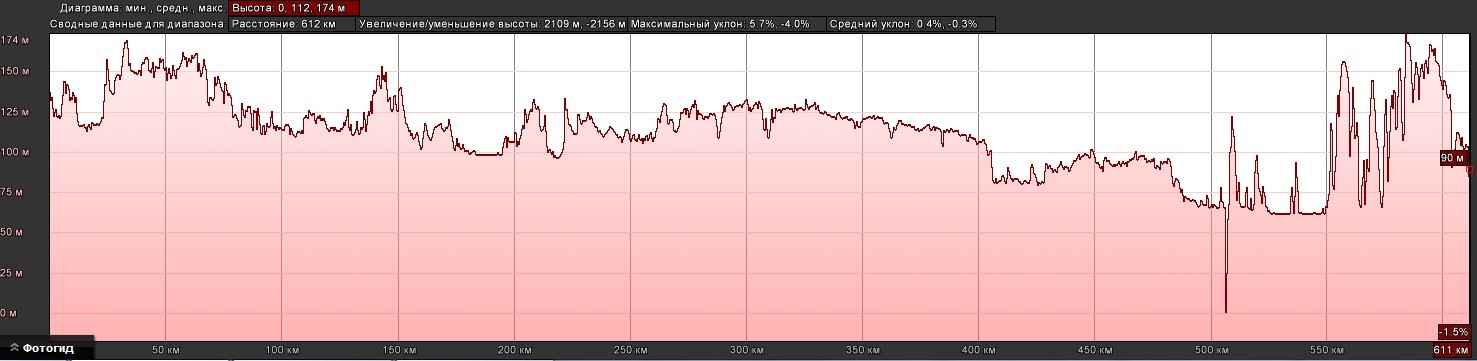 Диаграмма: мин., средн., макс. Высота: 0, 112, 174 м
Сводные данные для диапазона: Расстояние: 612 км Увеличение/уменьшение высоты: 2109 м, -2156 м Максимальный уклон: 5.7%, -4.0% Средний уклон: 0.4%, -0.3%
174 м
150 м
125 м
100 м
90 м
75 м
50 м
25 м
0 м
-1.5%
Фотогид 50 км 100 км 150 км 200 км 250 км 300 км 350 км 400 км 450 км 500 км 550 км 611 км